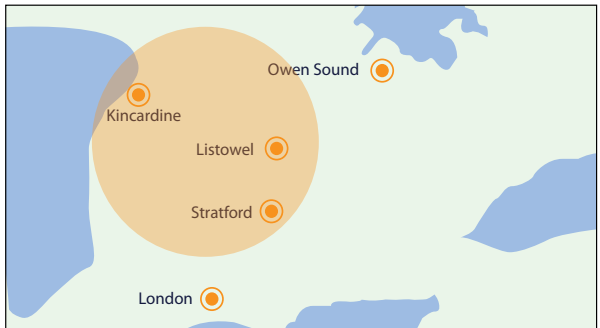 Owen Sound
Kincardine
Listowel
Stratford
London